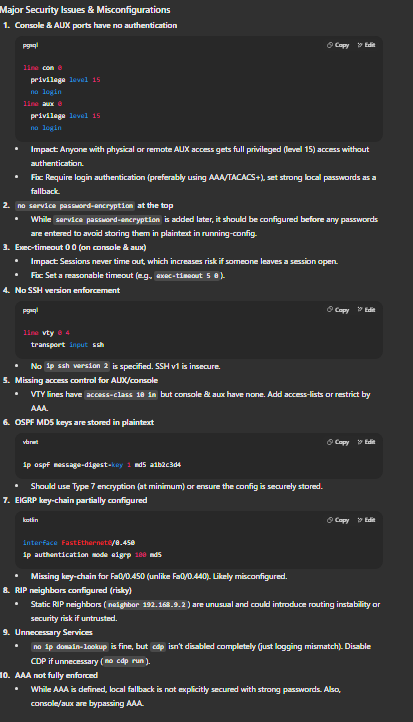 Major Security Issues & Misconfigurations
1. Console & AUX ports have no authentication
pgsql
Copy
Edit
line con 0
privilege level 15
no login
line aux 0
privilege level 15
no login
• Impact: Anyone with physical or remote AUX access gets full privileged (level 15) access without
authentication.
• Fix: Require login authentication (preferably using AAA/TACACS+), set strong local passwords as a
fallback.
2. no service password-encryption at the top
• While service password-encryption is added later, it should be configured before any passwords
are entered to avoid storing them in plaintext in running-config.
3. Exec-timeout 0 0 (on console & aux)
• Impact: Sessions never time out, which increases risk if someone leaves a session open.
• Fix: Set a reasonable timeout (e.g., exec-timeout 5 0 ).
4. No SSH version enforcement
pgsql
Copy
Edit
line vty 0 4
transport input ssh
• No ip ssh version 2 is specified. SSH v1 is insecure.
5. Missing access control for AUX/console
• VTY lines have access-class 10 in but console & aux have none. Add access-lists or restrict by
AAA.
6. OSPF MD5 keys are stored in plaintext
vbnet
Copy
Edit
ip ospf message-digest-key 1 md5 a1b2c3d4
• Should use Type 7 encryption (at minimum) or ensure the config is securely stored.
7. EIGRP key-chain partially configured
kotlin
Copy
Edit
interface FastEthernet0/0.450
ip authentication mode eigrp 100 md5
• Missing key-chain for Fa0/0.450 (unlike Fa0/0.440). Likely misconfigured.
8. RIP neighbors configured (risky)
• Static RIP neighbors ( neighbor 192.168.9.2 ) are unusual and could introduce routing instability or
security risk if untrusted.
9. Unnecessary Services
• no ip domain-lookup is fine, but cdp isn't disabled completely (just logging mismatch). Disable
CDP if unnecessary ( no cdp run ).
10. AAA not fully enforced
• While AAA is defined, local fallback is not explicitly secured with strong passwords. Also,
console/aux are bypassing AAA.